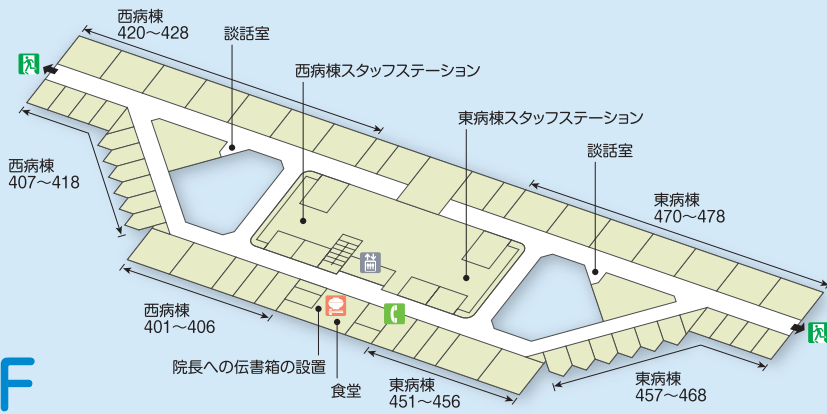 西病棟
420〜428
談話室
西病棟スタッフステーション
東病棟スタッフステーション
談話室
西病棟
407〜418
東病棟
470〜478
西病棟
401〜406
院長への伝書箱の設置
食堂
東病棟
451〜456
東病棟
457〜468
F